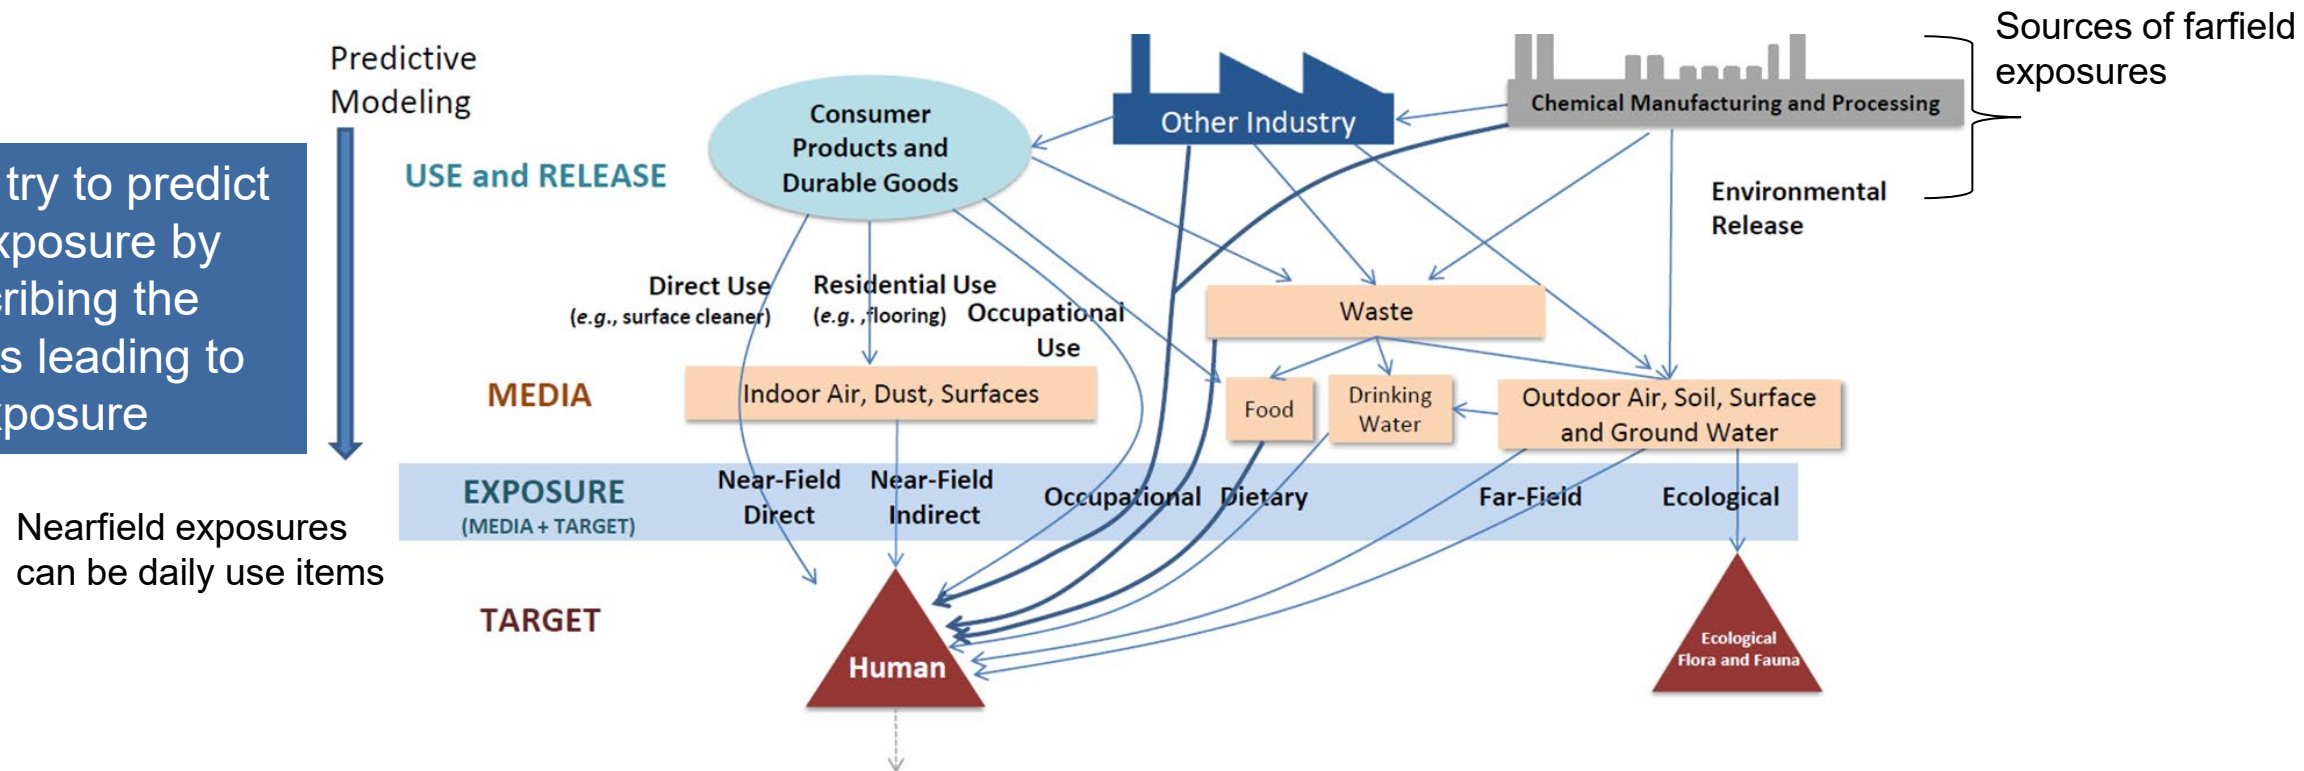 Sources of farfield
exposures
Predictive
Modeling
try to predict
exposure by
the
leading to
exposure
USE and RELEASE
Consumer
Products and
Durable Goods
Other Industry
Chemical Manufacturing and Processing
Environmental
Release
Direct Use
(e.g., surface cleaner)
Residential Use
(e.g. ,flooring)
Occupational
Use
Waste
MEDIA
Indoor Air, Dust, Surfaces
Food
Drinking
Water
Outdoor Air, Soil, Surface
and Ground Water
EXPOSURE
(MEDIA + TARGET)
Near-Field
Direct
Near-Field
Indirect
Occupational
Dietary
Far-Field
Ecological
Nearfield exposures
can be daily use items
TARGET
Human
Ecological
Flora and Fauna